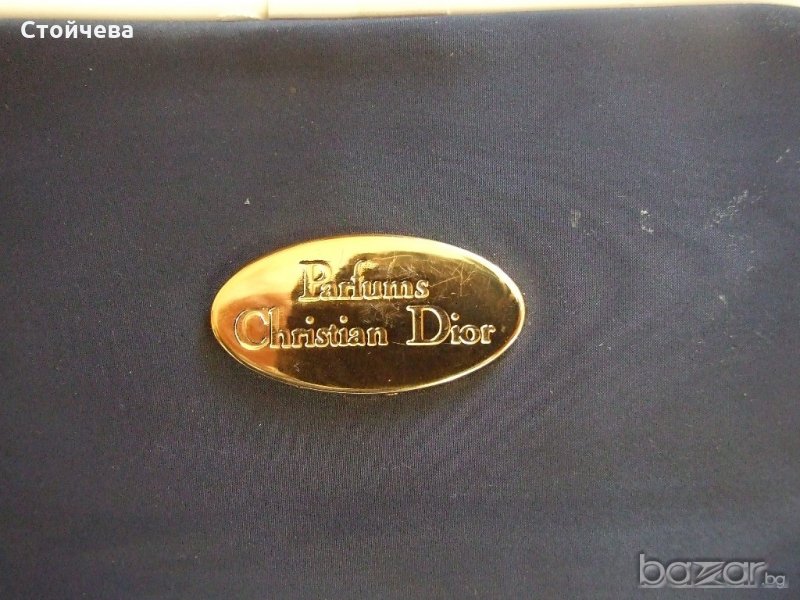 Стойчева
Parfums
Christian Dior
bazar.bg